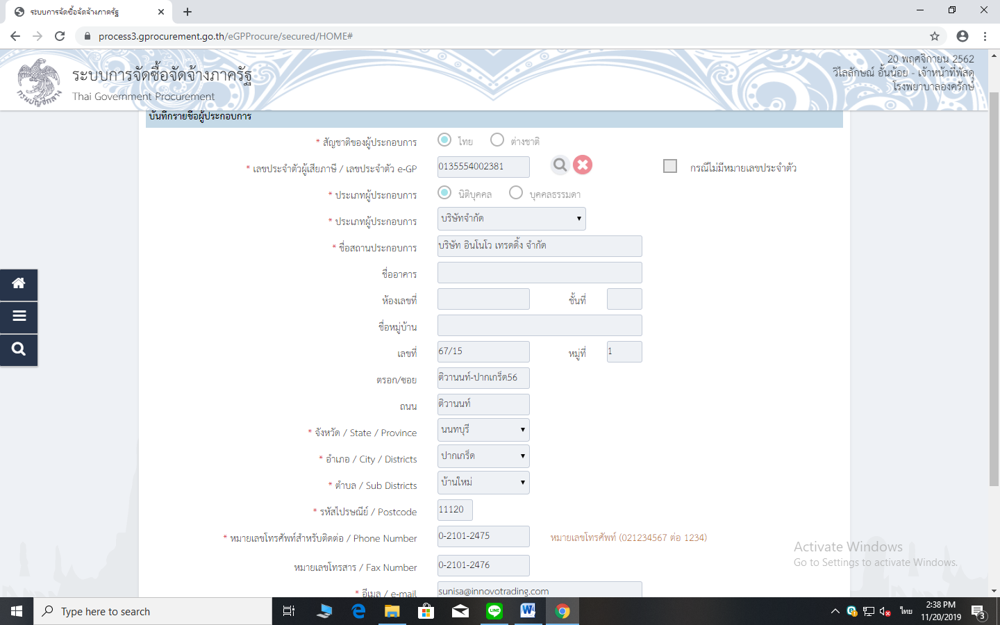 ระบบการจัดซื้อจัดจ้างภาครัฐ
process3.gprocurement.go.th/eGPProcure/secured/HOME#
กรมบัญชีกลาง
ระบบการจัดซื้อจัดจ้างภาครัฐ
Thai Government Procurement
20 พฤศจิกายน 2562
วิไลลักษณ์ อั้นน้อย - เจ้าหน้าที่พัสดุ
โรงพยาบาลองครักษ์
บันทึกรายชื่อผู้ประกอบการ
* สัญชาติของผู้ประกอบการ ไทย ต่างชาติ
* เลขประจำตัวผู้เสียภาษี / เลขประจำตัว e-GP 0135554002381 กรณีไม่มีหมายเลขประจำตัว
* ประเภทผู้ประกอบการ นิติบุคคล บุคคลธรรมดา
* ประเภทผู้ประกอบการ บริษัทจำกัด
* ชื่อสถานประกอบการ บริษัท อินโนโว เทรดดิ้ง จำกัด
ชื่ออาคาร
ห้องเลขที่ ชั้นที่
ชื่อหมู่บ้าน
เลขที่ 67/15 หมู่ที่ 1
ตรอก/ซอย ติวานนท์-ปากเกร็ด56
ถนน ติวานนท์
* จังหวัด / State / Province นนทบุรี
* อำเภอ / City / Districts ปากเกร็ด
* ตำบล / Sub Districts บ้านใหม่
* รหัสไปรษณีย์ / Postcode 11120
* หมายเลขโทรศัพท์สำหรับติดต่อ / Phone Number 0-2101-2475 หมายเลขโทรศัพท์ (021234567 ต่อ 1234)
หมายเลขโทรสาร / Fax Number 0-2101-2476
* อีเมล / e-mail sunisa@innovotrading.com
Activate Windows
Go to Settings to activate Windows.
Type here to search
LINE
ไทย
2:38 PM
11/20/2019
3